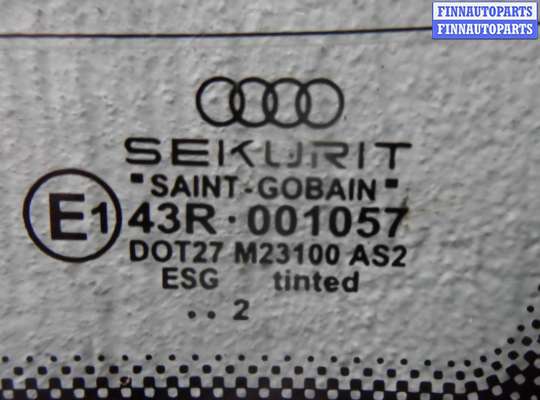 FINNAUTOPARTS
FINNAUTOPARTS
SEKURIT
"SAINT-GOBAIN"
E1 43R · 001057
DOT27 M23100 AS2
ESG tinted
.. 2